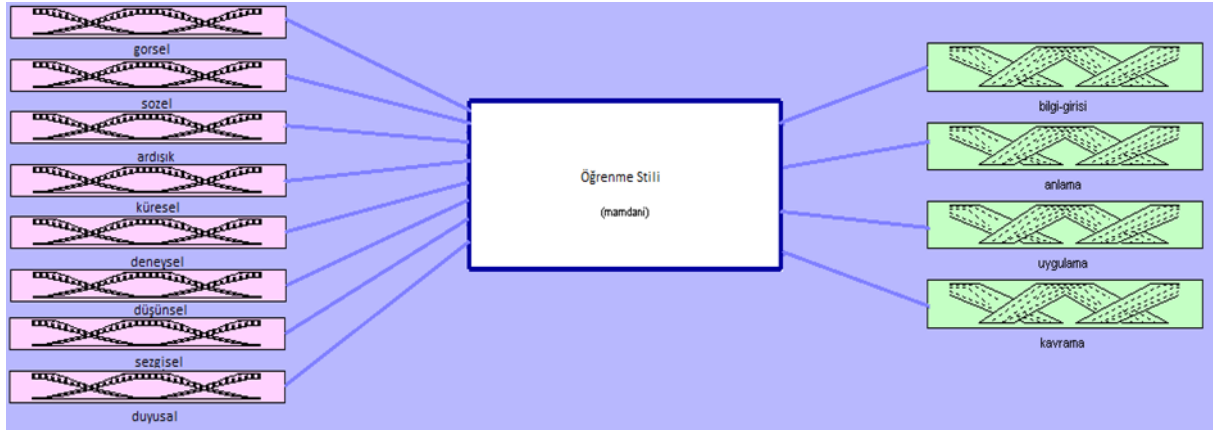 gorsel
sozel
ardışık
küresel
deneysel
düşünsel
sezgisel
duyusal
Öğrenme Stili
(mamdani)
bilgi-girisi
anlama
uygulama
kavrama